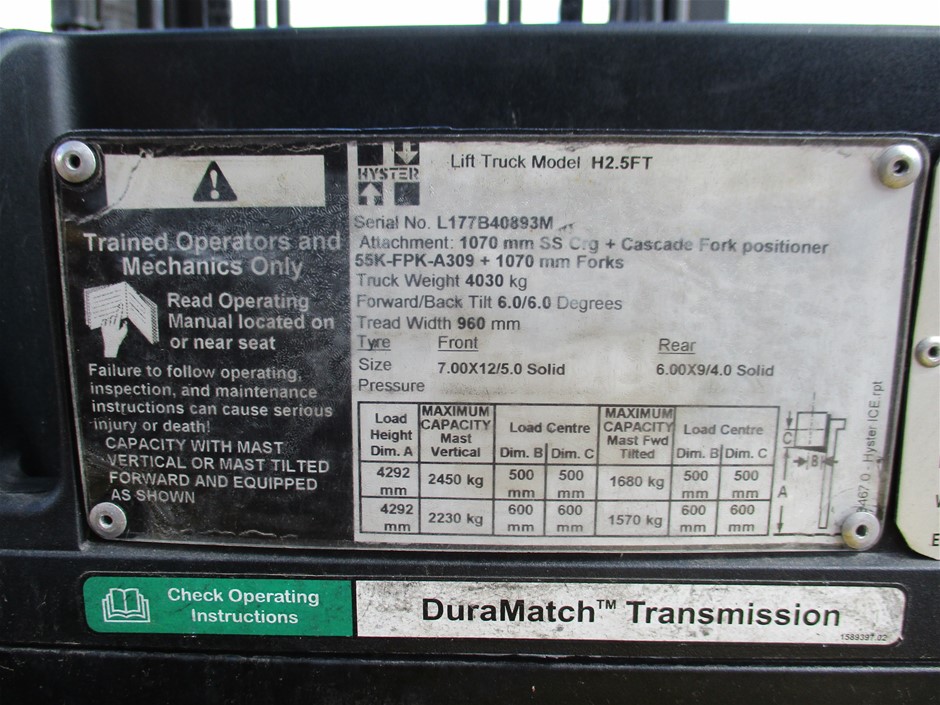 Trained Operators and
Mechanics Only
Read Operating
Manual located on
or near seat
Failure to follow operating,
inspection, and maintenance
instructions can cause serious
injury or death!
CAPACITY WITH MAST
VERTICAL OR MAST TILTED
FORWARD AND EQUIPPED
AS SHOWN
HYSTER
Lift Truck Model H2.5FT
Serial No. L177B40893M
Attachment: 1070 mm SS Crg + Cascade Fork positioner
55K-FPK-A309 + 1070 mm Forks
Truck Weight 4030 kg
Forward/Back Tilt 6.0/6.0 Degrees
Tread Width 960 mm
Tyre Front Rear
Size 7.00X12/5.0 Solid 6.00X9/4.0 Solid
Pressure
Load Height Dim. A MAXIMUM CAPACITY Mast Vertical Load Centre MAXIMUM CAPACITY Mast Fwd Tilted Load Centre
Dim. B Dim. C Dim. B Dim. C
4292 mm 2450 kg 500 mm 500 mm 1680 kg 500 mm 500 mm
4292 mm 2230 kg 600 mm 600 mm 1570 kg 600 mm 600 mm
C
B
A
467 0 - Hyster ICE.rpt
Check Operating
Instructions
DuraMatch™ Transmission
1589397 02
W
E